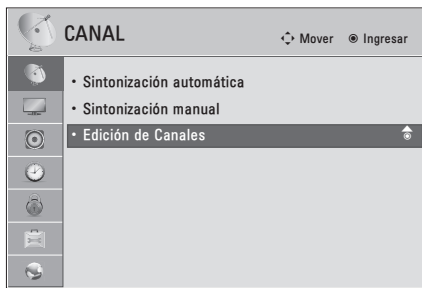 CANAL
Mover Ingresar
• Sintonización automática
• Sintonización manual
• Edición de Canales